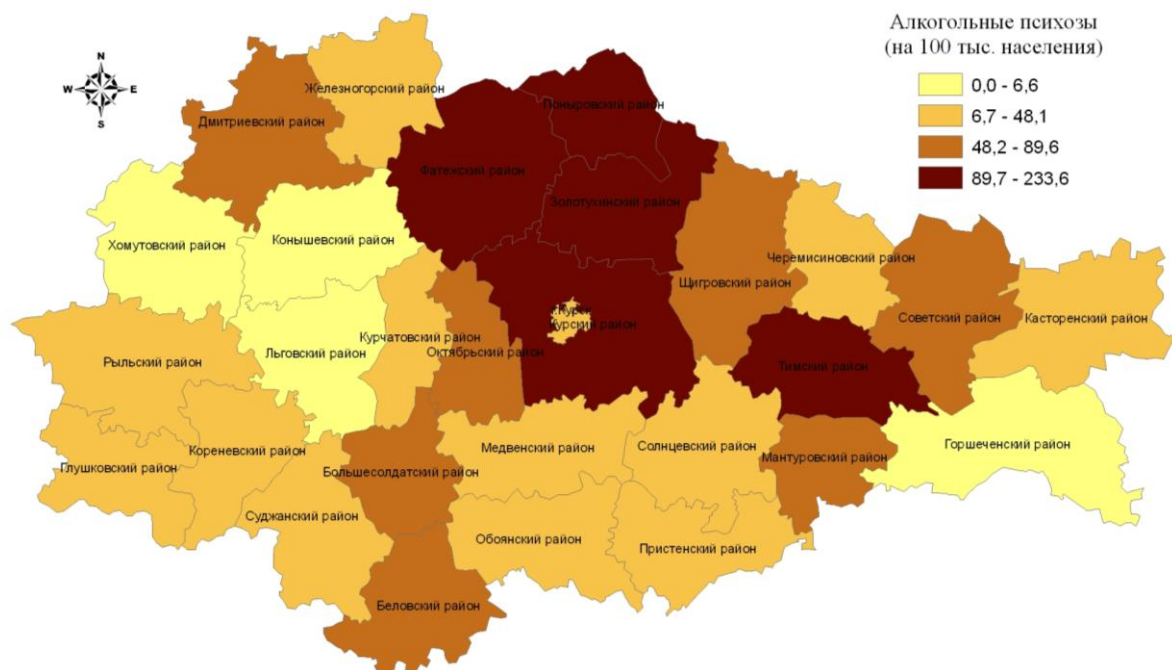 Алкогольные психозы
(на 100 тыс. населения)
0,0 - 6,6
6,7 - 48,1
48,2 - 89,6
89,7 - 233,6
N
W
E
S
Железногорский район
Поныровский район
Дмитриевский район
Фатежский район
Золотухинский район
Хомутовский район
Конышевский район
Черемисиновский район
Щигровский район
г.Курск
Курский район
Советский район
Касторенский район
Курчатовский район
Октябрьский район
Льговский район
Рыльский район
Тимский район
Горшеченский район
Медвенский район
Солнцевский район
Кореневский район
Мантуровский район
Глушковский район
Большесолдатский район
Суджанский район
Обоянский район
Пристенский район
Беловский район